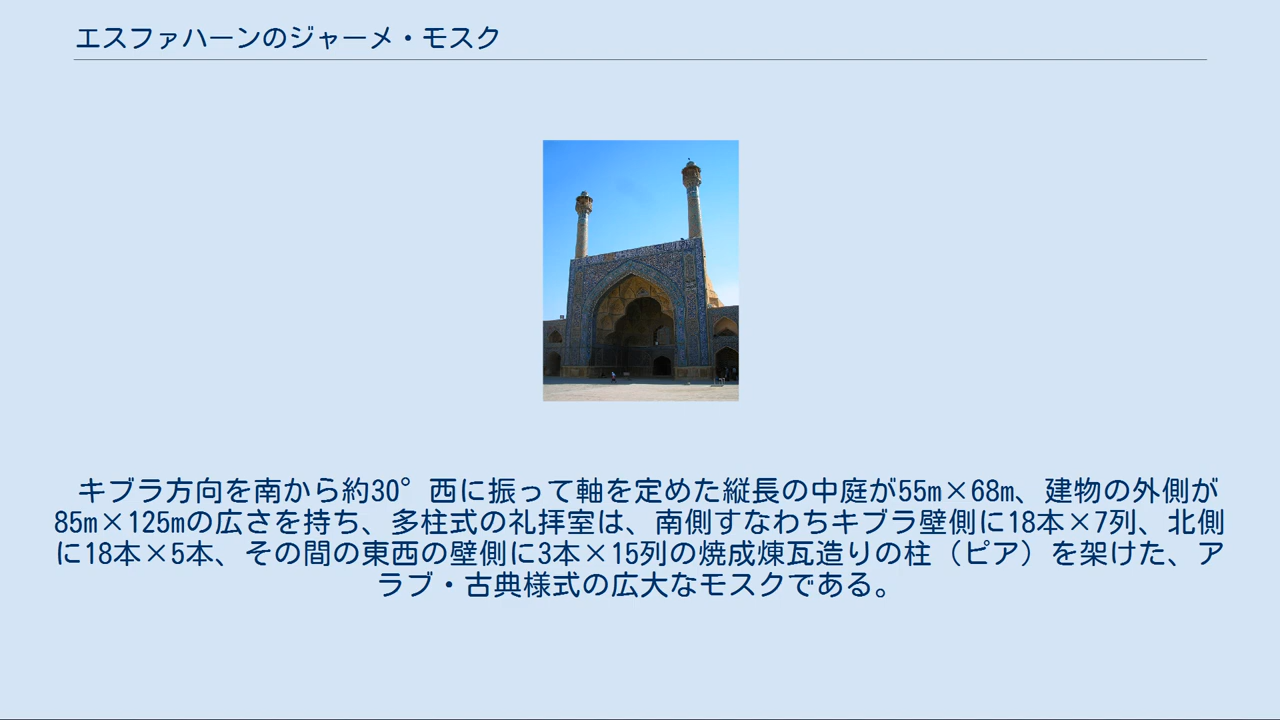 エスファハーンのジャーメ・モスク
キブラ方向を南から約30°西に振って軸を定めた縦長の中庭が55m×68m、建物の外側が
85m×125mの広さを持ち、多柱式の礼拝室は、南側すなわちキブラ壁側に18本×7列、北側
に18本×5本、その間の東西の壁側に3本×15列の焼成煉瓦造りの柱（ピア）を架けた、ア
ラブ・古典様式の広大なモスクである。